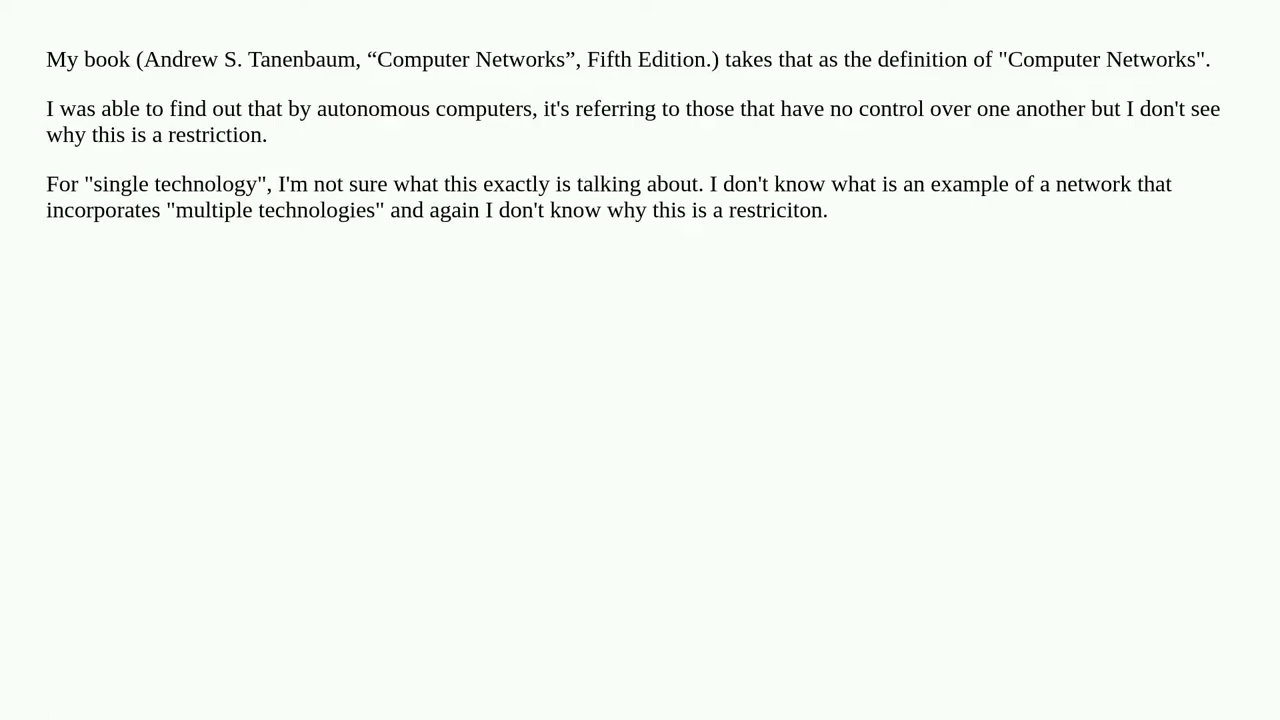 My book (Andrew S. Tanenbaum, “Computer Networks”, Fifth Edition.) takes that as the definition of "Computer Networks".
I was able to find out that by autonomous computers, it's referring to those that have no control over one another but I don't see
why this is a restriction.
For "single technology", I'm not sure what this exactly is talking about. I don't know what is an example of a network that
incorporates "multiple technologies" and again I don't know why this is a restriciton.